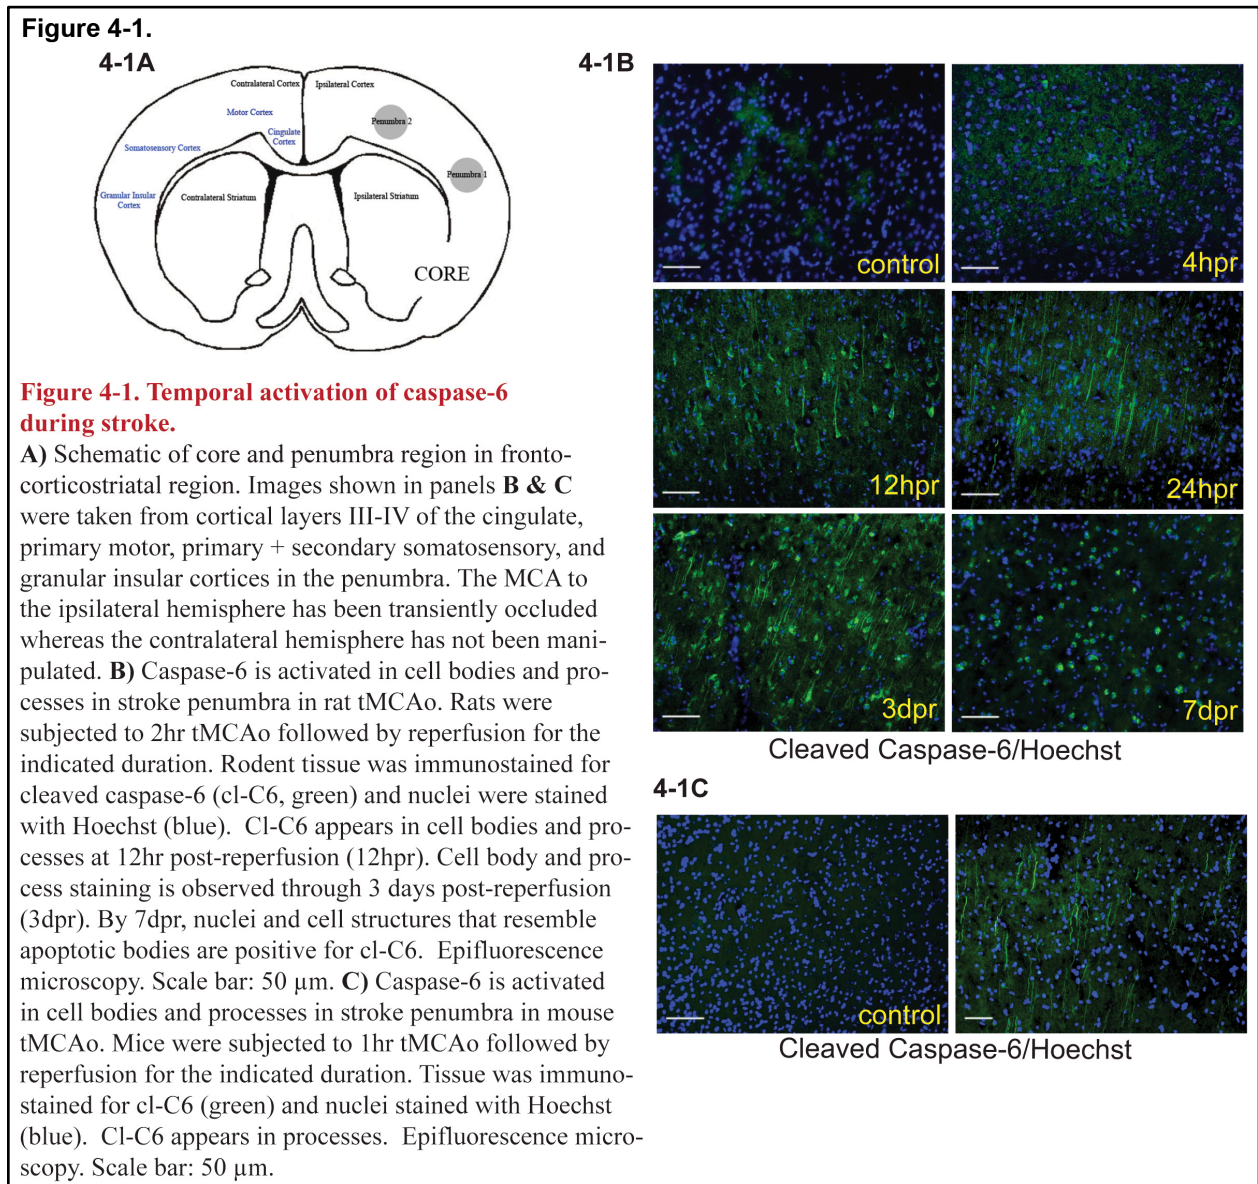 Figure 4-1.
4-1A
Contralateral Cortex
Ipsilateral Cortex
Motor Cortex
Cingulate
Cortex
Penumbra 2
Somatosensory Cortex
Penumbra 1
Granular Insular
Cortex
Contralateral Striatum
Ipsilateral Striatum
CORE
Figure 4-1. Temporal activation of caspase-6
during stroke.
A) Schematic of core and penumbra region in fronto-
corticostriatal region. Images shown in panels B & C
were taken from cortical layers III-IV of the cingulate,
primary motor, primary + secondary somatosensory, and
granular insular cortices in the penumbra. The MCA to
the ipsilateral hemisphere has been transiently occluded
whereas the contralateral hemisphere has not been mani-
pulated. B) Caspase-6 is activated in cell bodies and pro-
cesses in stroke penumbra in rat tMCAo. Rats were
subjected to 2hr tMCAo followed by reperfusion for the
indicated duration. Rodent tissue was immunostained for
cleaved caspase-6 (cl-C6, green) and nuclei were stained
with Hoechst (blue).  Cl-C6 appears in cell bodies and pro-
cesses at 12hr post-reperfusion (12hpr). Cell body and pro-
cess staining is observed through 3 days post-reperfusion
(3dpr). By 7dpr, nuclei and cell structures that resemble
apoptotic bodies are positive for cl-C6.  Epifluorescence
microscopy. Scale bar: 50 µm. C) Caspase-6 is activated
in cell bodies and processes in stroke penumbra in mouse
tMCAo. Mice were subjected to 1hr tMCAo followed by
reperfusion for the indicated duration. Tissue was immuno-
stained for cl-C6 (green) and nuclei stained with Hoechst
(blue).  Cl-C6 appears in processes.  Epifluorescence micro-
scopy. Scale bar: 50 µm.
4-1B
control
4hpr
12hpr
24hpr
3dpr
7dpr
Cleaved Caspase-6/Hoechst
4-1C
control
Cleaved Caspase-6/Hoechst